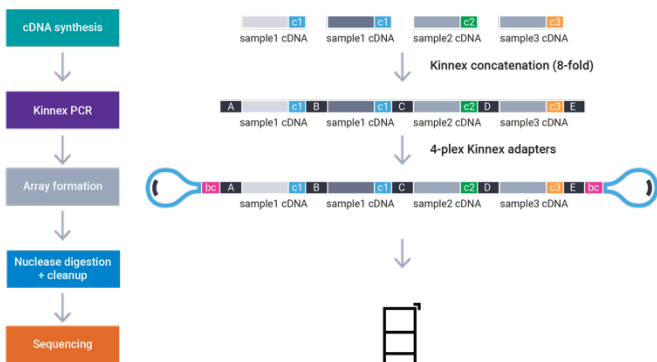 cDNA synthesis
Kinnex PCR
Array formation
Nuclease digestion
+ cleanup
Sequencing
c1 c1 c2 c3
sample1 cDNA sample1 cDNA sample2 cDNA sample3 cDNA
Kinnex concatenation (8-fold)
A c1 B c1 C c2 D c3 E
sample1 cDNA sample1 cDNA sample2 cDNA sample3 cDNA
4-plex Kinnex adapters
bc A c1 B c1 C c2 D c3 E bc
sample1 cDNA sample1 cDNA sample2 cDNA sample3 cDNA